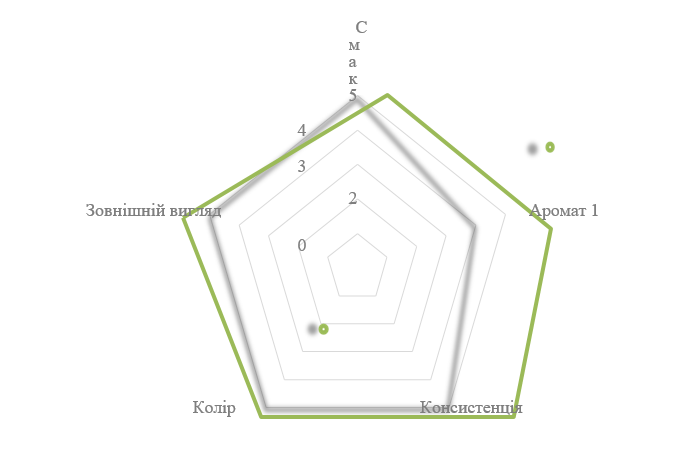 С
м
а
к
5
4
3
2
Зовнішній вигляд
Аромат 1
0
Колір
Консистенція